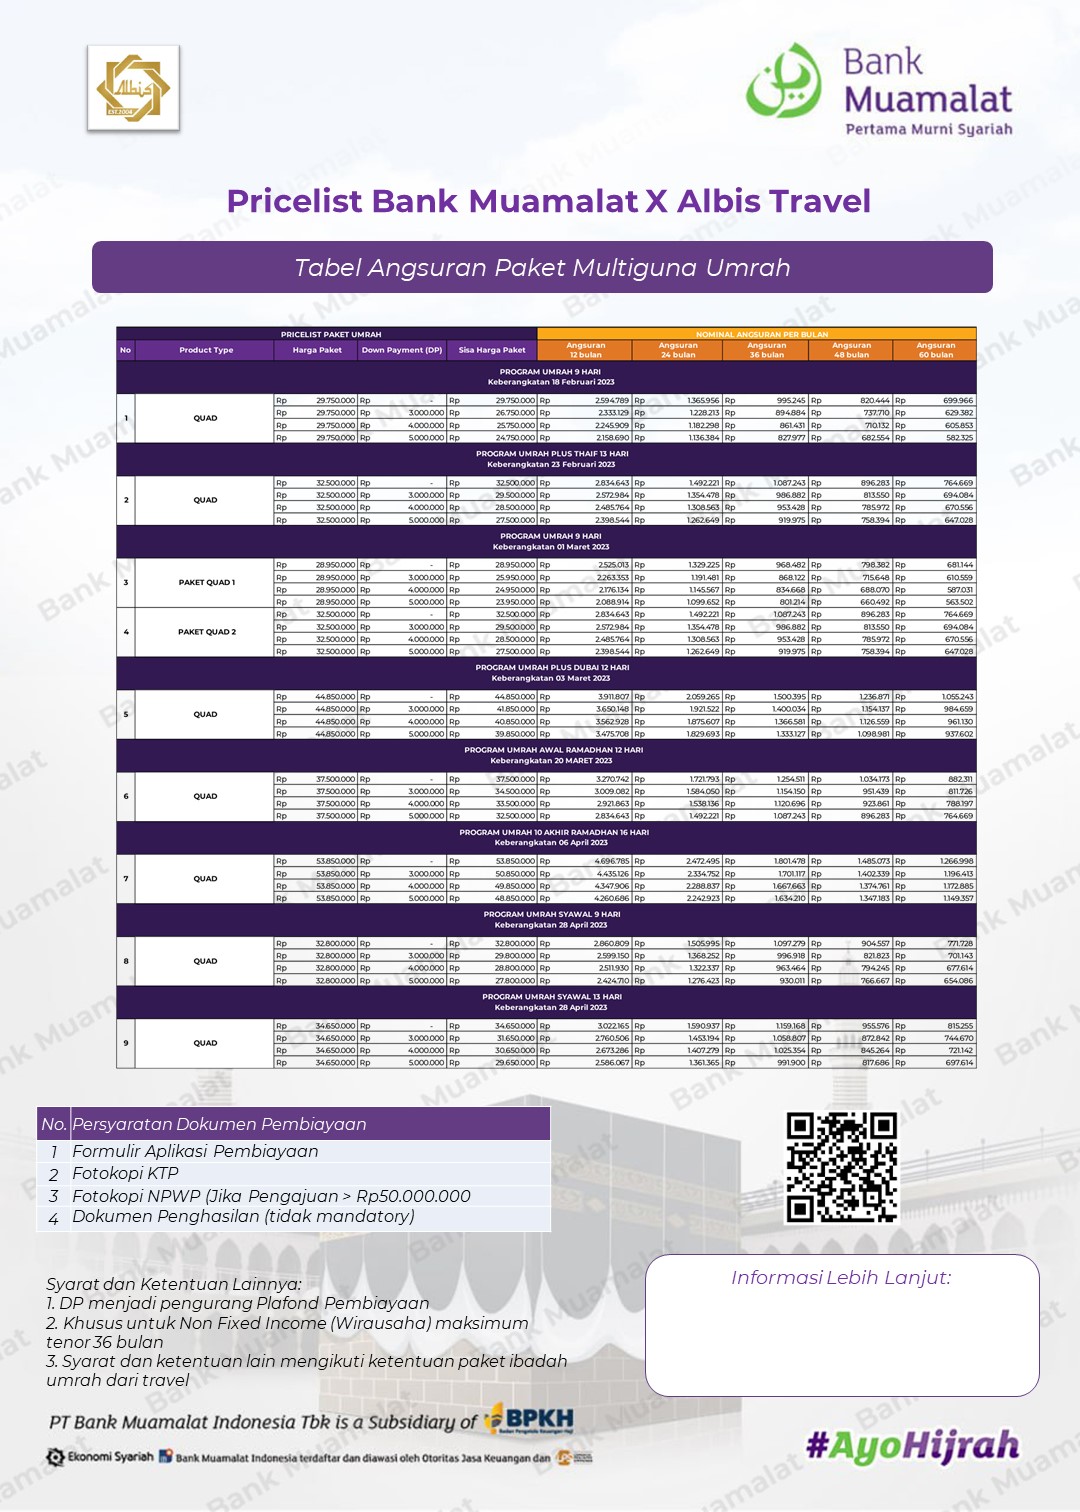 Albis
EST.2004
Bank
Muamalat
Pertama Murni Syariah
Pricelist Bank Muamalat X Albis Travel
Tabel Angsuran Paket Multiguna Umrah
PRICELIST PAKET UMRAH NOMINAL ANGSURAN PER BULAN
No Product Type Harga Paket Down Payment (DP) Sisa Harga Paket Angsuran 12 bulan Angsuran 24 bulan Angsuran 36 bulan Angsuran 48 bulan Angsuran 60 bulan
PROGRAM UMRAH 9 HARI
Keberangkatan 18 Februari 2023
1 QUAD
Rp 29.750.000 Rp - Rp 29.750.000 Rp 2.594.789 Rp 1.365.956 Rp 995.245 Rp 820.444 Rp 699.966
Rp 29.750.000 Rp 3.000.000 Rp 26.750.000 Rp 2.333.129 Rp 1.228.213 Rp 894.884 Rp 737.710 Rp 629.382
Rp 29.750.000 Rp 4.000.000 Rp 25.750.000 Rp 2.245.909 Rp 1.182.298 Rp 861.431 Rp 710.132 Rp 605.853
Rp 29.750.000 Rp 5.000.000 Rp 24.750.000 Rp 2.158.690 Rp 1.136.384 Rp 827.977 Rp 682.554 Rp 582.325
PROGRAM UMRAH PLUS THAIF 13 HARI
Keberangkatan 23 Februari 2023
2 QUAD
Rp 32.500.000 Rp - Rp 32.500.000 Rp 2.834.643 Rp 1.492.221 Rp 1.087.243 Rp 896.283 Rp 764.669
Rp 32.500.000 Rp 3.000.000 Rp 29.500.000 Rp 2.572.984 Rp 1.354.478 Rp 986.882 Rp 813.550 Rp 694.084
Rp 32.500.000 Rp 4.000.000 Rp 28.500.000 Rp 2.485.764 Rp 1.308.563 Rp 953.428 Rp 785.972 Rp 670.556
Rp 32.500.000 Rp 5.000.000 Rp 27.500.000 Rp 2.398.544 Rp 1.262.649 Rp 919.975 Rp 758.394 Rp 647.028
PROGRAM UMRAH 9 HARI
Keberangkatan 01 Maret 2023
3 PAKET QUAD 1
Rp 28.950.000 Rp - Rp 28.950.000 Rp 2.525.013 Rp 1.329.225 Rp 968.482 Rp 798.382 Rp 681.144
Rp 28.950.000 Rp 3.000.000 Rp 25.950.000 Rp 2.263.353 Rp 1.191.481 Rp 868.122 Rp 715.648 Rp 610.559
Rp 28.950.000 Rp 4.000.000 Rp 24.950.000 Rp 2.176.134 Rp 1.145.567 Rp 834.668 Rp 688.070 Rp 587.031
Rp 28.950.000 Rp 5.000.000 Rp 23.950.000 Rp 2.088.914 Rp 1.099.652 Rp 801.214 Rp 660.492 Rp 563.502
4 PAKET QUAD 2
Rp 32.500.000 Rp - Rp 32.500.000 Rp 2.834.643 Rp 1.492.221 Rp 1.087.243 Rp 896.283 Rp 764.669
Rp 32.500.000 Rp 3.000.000 Rp 29.500.000 Rp 2.572.984 Rp 1.354.478 Rp 986.882 Rp 813.550 Rp 694.084
Rp 32.500.000 Rp 4.000.000 Rp 28.500.000 Rp 2.485.764 Rp 1.308.563 Rp 953.428 Rp 785.972 Rp 670.556
Rp 32.500.000 Rp 5.000.000 Rp 27.500.000 Rp 2.398.544 Rp 1.262.649 Rp 919.975 Rp 758.394 Rp 647.028
PROGRAM UMRAH PLUS DUBAI 12 HARI
Keberangkatan 03 Maret 2023
5 QUAD
Rp 44.850.000 Rp - Rp 44.850.000 Rp 3.911.807 Rp 2.059.265 Rp 1.500.395 Rp 1.236.871 Rp 1.055.243
Rp 44.850.000 Rp 3.000.000 Rp 41.850.000 Rp 3.650.148 Rp 1.921.522 Rp 1.400.034 Rp 1.154.137 Rp 984.659
Rp 44.850.000 Rp 4.000.000 Rp 40.850.000 Rp 3.562.928 Rp 1.875.607 Rp 1.366.581 Rp 1.126.559 Rp 961.130
Rp 44.850.000 Rp 5.000.000 Rp 39.850.000 Rp 3.475.708 Rp 1.829.693 Rp 1.333.127 Rp 1.098.981 Rp 937.602
PROGRAM UMRAH AWAL RAMADHAN 12 HARI
Keberangkatan 20 MARET 2023
6 QUAD
Rp 37.500.000 Rp - Rp 37.500.000 Rp 3.270.742 Rp 1.721.793 Rp 1.254.511 Rp 1.034.173 Rp 882.311
Rp 37.500.000 Rp 3.000.000 Rp 34.500.000 Rp 3.009.082 Rp 1.584.050 Rp 1.154.150 Rp 951.439 Rp 811.726
Rp 37.500.000 Rp 4.000.000 Rp 33.500.000 Rp 2.921.863 Rp 1.538.136 Rp 1.120.696 Rp 923.861 Rp 788.197
Rp 37.500.000 Rp 5.000.000 Rp 32.500.000 Rp 2.834.643 Rp 1.492.221 Rp 1.087.243 Rp 896.283 Rp 764.669
PROGRAM UMRAH 10 AKHIR RAMADHAN 16 HARI
Keberangkatan 06 April 2023
7 QUAD
Rp 53.850.000 Rp - Rp 53.850.000 Rp 4.696.785 Rp 2.472.495 Rp 1.801.478 Rp 1.485.073 Rp 1.266.998
Rp 53.850.000 Rp 3.000.000 Rp 50.850.000 Rp 4.435.126 Rp 2.334.752 Rp 1.701.117 Rp 1.402.339 Rp 1.196.413
Rp 53.850.000 Rp 4.000.000 Rp 49.850.000 Rp 4.347.906 Rp 2.288.837 Rp 1.667.663 Rp 1.374.761 Rp 1.172.885
Rp 53.850.000 Rp 5.000.000 Rp 48.850.000 Rp 4.260.686 Rp 2.242.923 Rp 1.634.210 Rp 1.347.183 Rp 1.149.357
PROGRAM UMRAH SYAWAL 9 HARI
Keberangkatan 28 April 2023
8 QUAD
Rp 32.800.000 Rp - Rp 32.800.000 Rp 2.860.809 Rp 1.505.995 Rp 1.097.279 Rp 904.557 Rp 771.728
Rp 32.800.000 Rp 3.000.000 Rp 29.800.000 Rp 2.599.150 Rp 1.368.252 Rp 996.918 Rp 821.823 Rp 701.143
Rp 32.800.000 Rp 4.000.000 Rp 28.800.000 Rp 2.511.930 Rp 1.322.337 Rp 963.464 Rp 794.245 Rp 677.614
Rp 32.800.000 Rp 5.000.000 Rp 27.800.000 Rp 2.424.710 Rp 1.276.423 Rp 930.011 Rp 766.667 Rp 654.086
PROGRAM UMRAH SYAWAL 13 HARI
Keberangkatan 28 April 2023
9 QUAD
Rp 34.650.000 Rp - Rp 34.650.000 Rp 3.022.165 Rp 1.590.937 Rp 1.159.168 Rp 955.576 Rp 815.255
Rp 34.650.000 Rp 3.000.000 Rp 31.650.000 Rp 2.760.506 Rp 1.453.194 Rp 1.058.807 Rp 872.842 Rp 744.670
Rp 34.650.000 Rp 4.000.000 Rp 30.650.000 Rp 2.673.286 Rp 1.407.279 Rp 1.025.354 Rp 845.264 Rp 721.142
Rp 34.650.000 Rp 5.000.000 Rp 29.650.000 Rp 2.586.067 Rp 1.361.365 Rp 991.900 Rp 817.686 Rp 697.614
No. Persyaratan Dokumen Pembiayaan
1 Formulir Aplikasi Pembiayaan
2 Fotokopi KTP
3 Fotokopi NPWP (Jika Pengajuan > Rp50.000.000
4 Dokumen Penghasilan (tidak mandatory)
Syarat dan Ketentuan Lainnya:
1. DP menjadi pengurang Plafond Pembiayaan
2. Khusus untuk Non Fixed Income (Wirausaha) maksimum
tenor 36 bulan
3. Syarat dan ketentuan lain mengikuti ketentuan paket ibadah
umrah dari travel
Informasi Lebih Lanjut:
PT Bank Muamalat Indonesia Tbk is a Subsidiary of BPKH
Badan Pengelola Keuangan Haji
Ekonomi Syariah Bank Muamalat Indonesia terdaftar dan diawasi oleh Otoritas Jasa Keuangan dan
#AyoHijrah